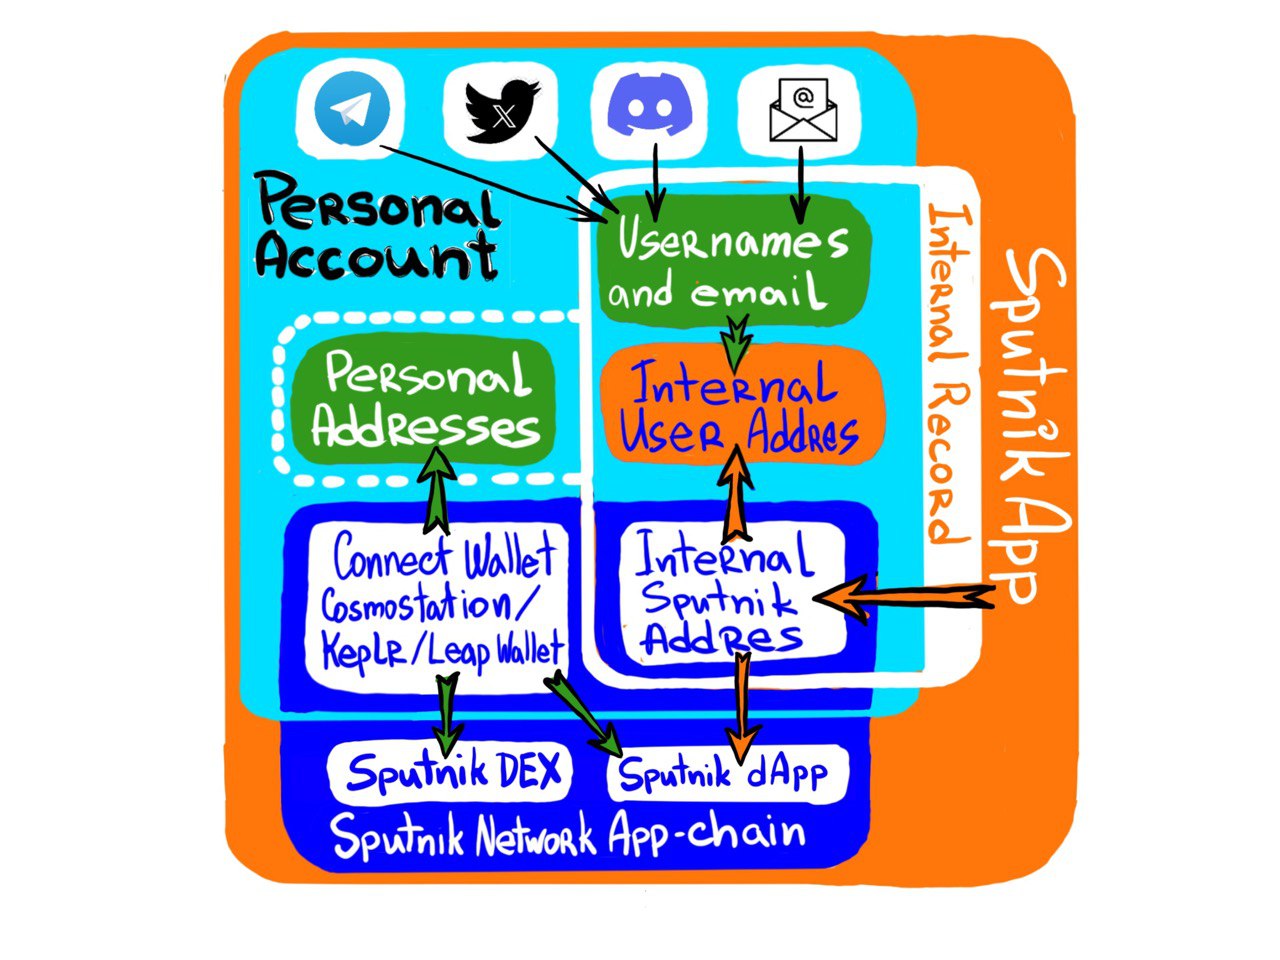 X
@
Personal
Account
Usernames
and email
Internal Record
Sputnik App
Personal
Addresses
Internal
User Addres
Connect Wallet
Cosmostation/
Keplr/Leap Wallet
Internal
Sputnik
Addres
Sputnik DEX
Sputnik dApp
Sputnik Network App-chain